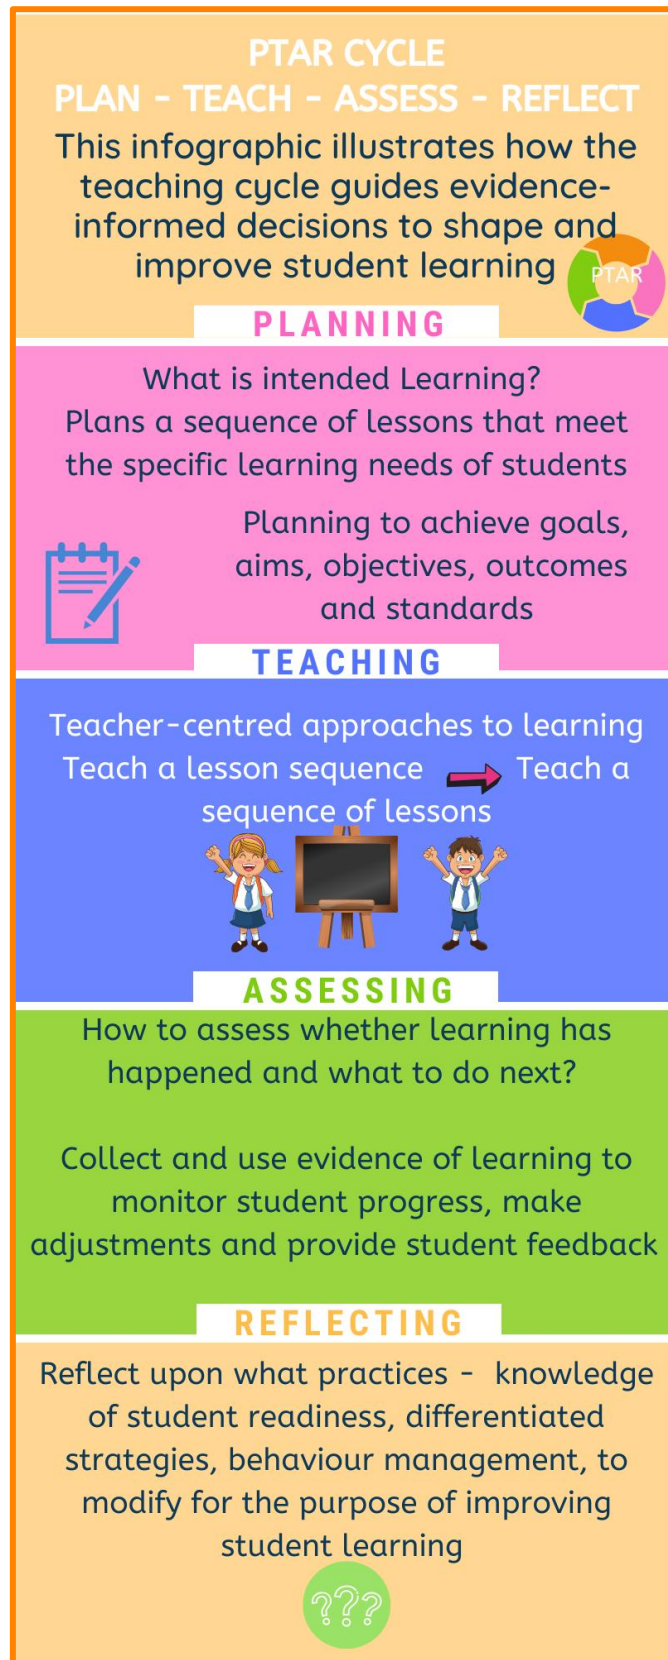 PTAR CYCLE
PLAN - TEACH - ASSESS - REFLECT
This infographic illustrates how the
teaching cycle guides evidence-
informed decisions to shape and
improve student learning
PTAR
PLANNING
What is intended Learning?
Plans a sequence of lessons that meet
the specific learning needs of students
Planning to achieve goals,
aims, objectives, outcomes
and standards
TEACHING
Teacher-centred approaches to learning
Teach a lesson sequence Teach a
sequence of lessons
ASSESSING
How to assess whether learning has
happened and what to do next?
Collect and use evidence of learning to
monitor student progress, make
adjustments and provide student feedback
REFLECTING
Reflect upon what practices - knowledge
of student readiness, differentiated
strategies, behaviour management, to
modify for the purpose of improving
student learning
???